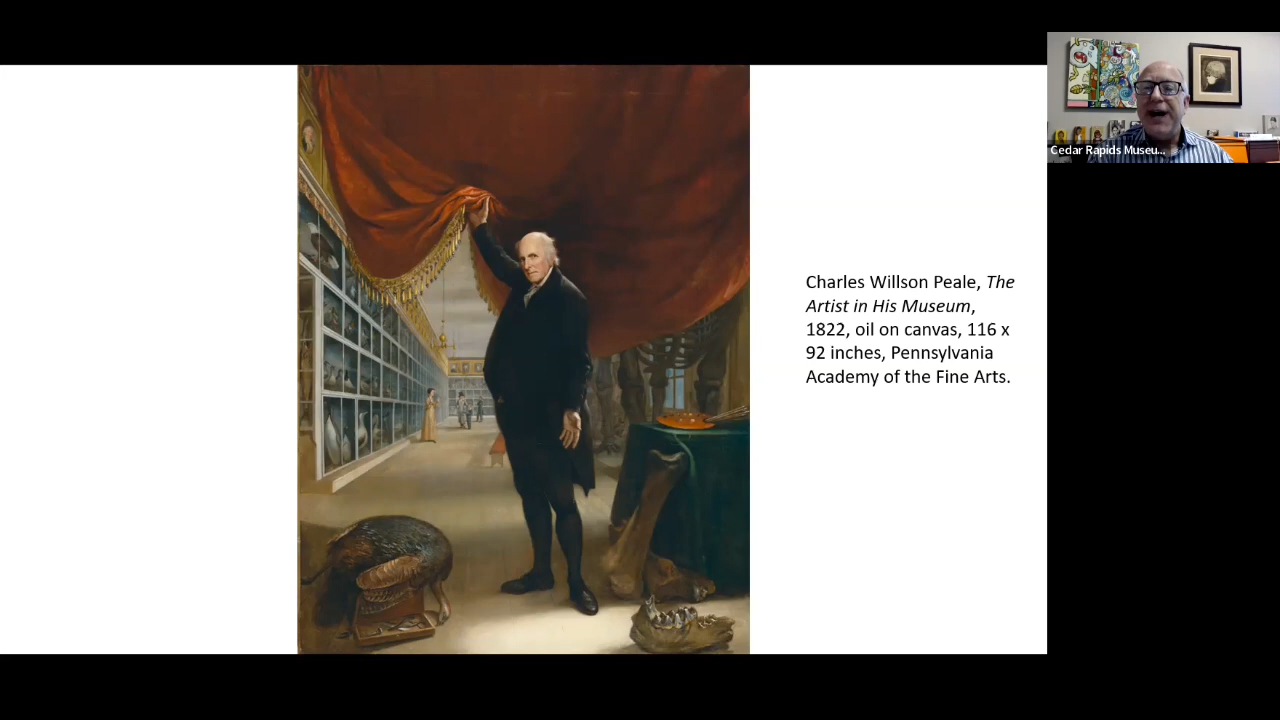 Charles Willson Peale, The
Artist in His Museum,
1822, oil on canvas, 116 x
92 inches, Pennsylvania
Academy of the Fine Arts.
Cedar Rapids Museu...